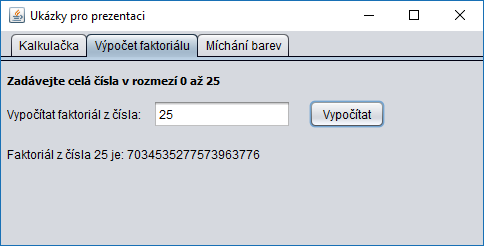 Ukázky pro prezentaci
Kalkulačka Výpočet faktoriálu Míchání barev
Zadávejte celá čísla v rozmezí 0 až 25
Vypočítat faktoriál z čísla: 25 Vypočítat
Faktoriál z čísla 25 je: 7034535277573963776